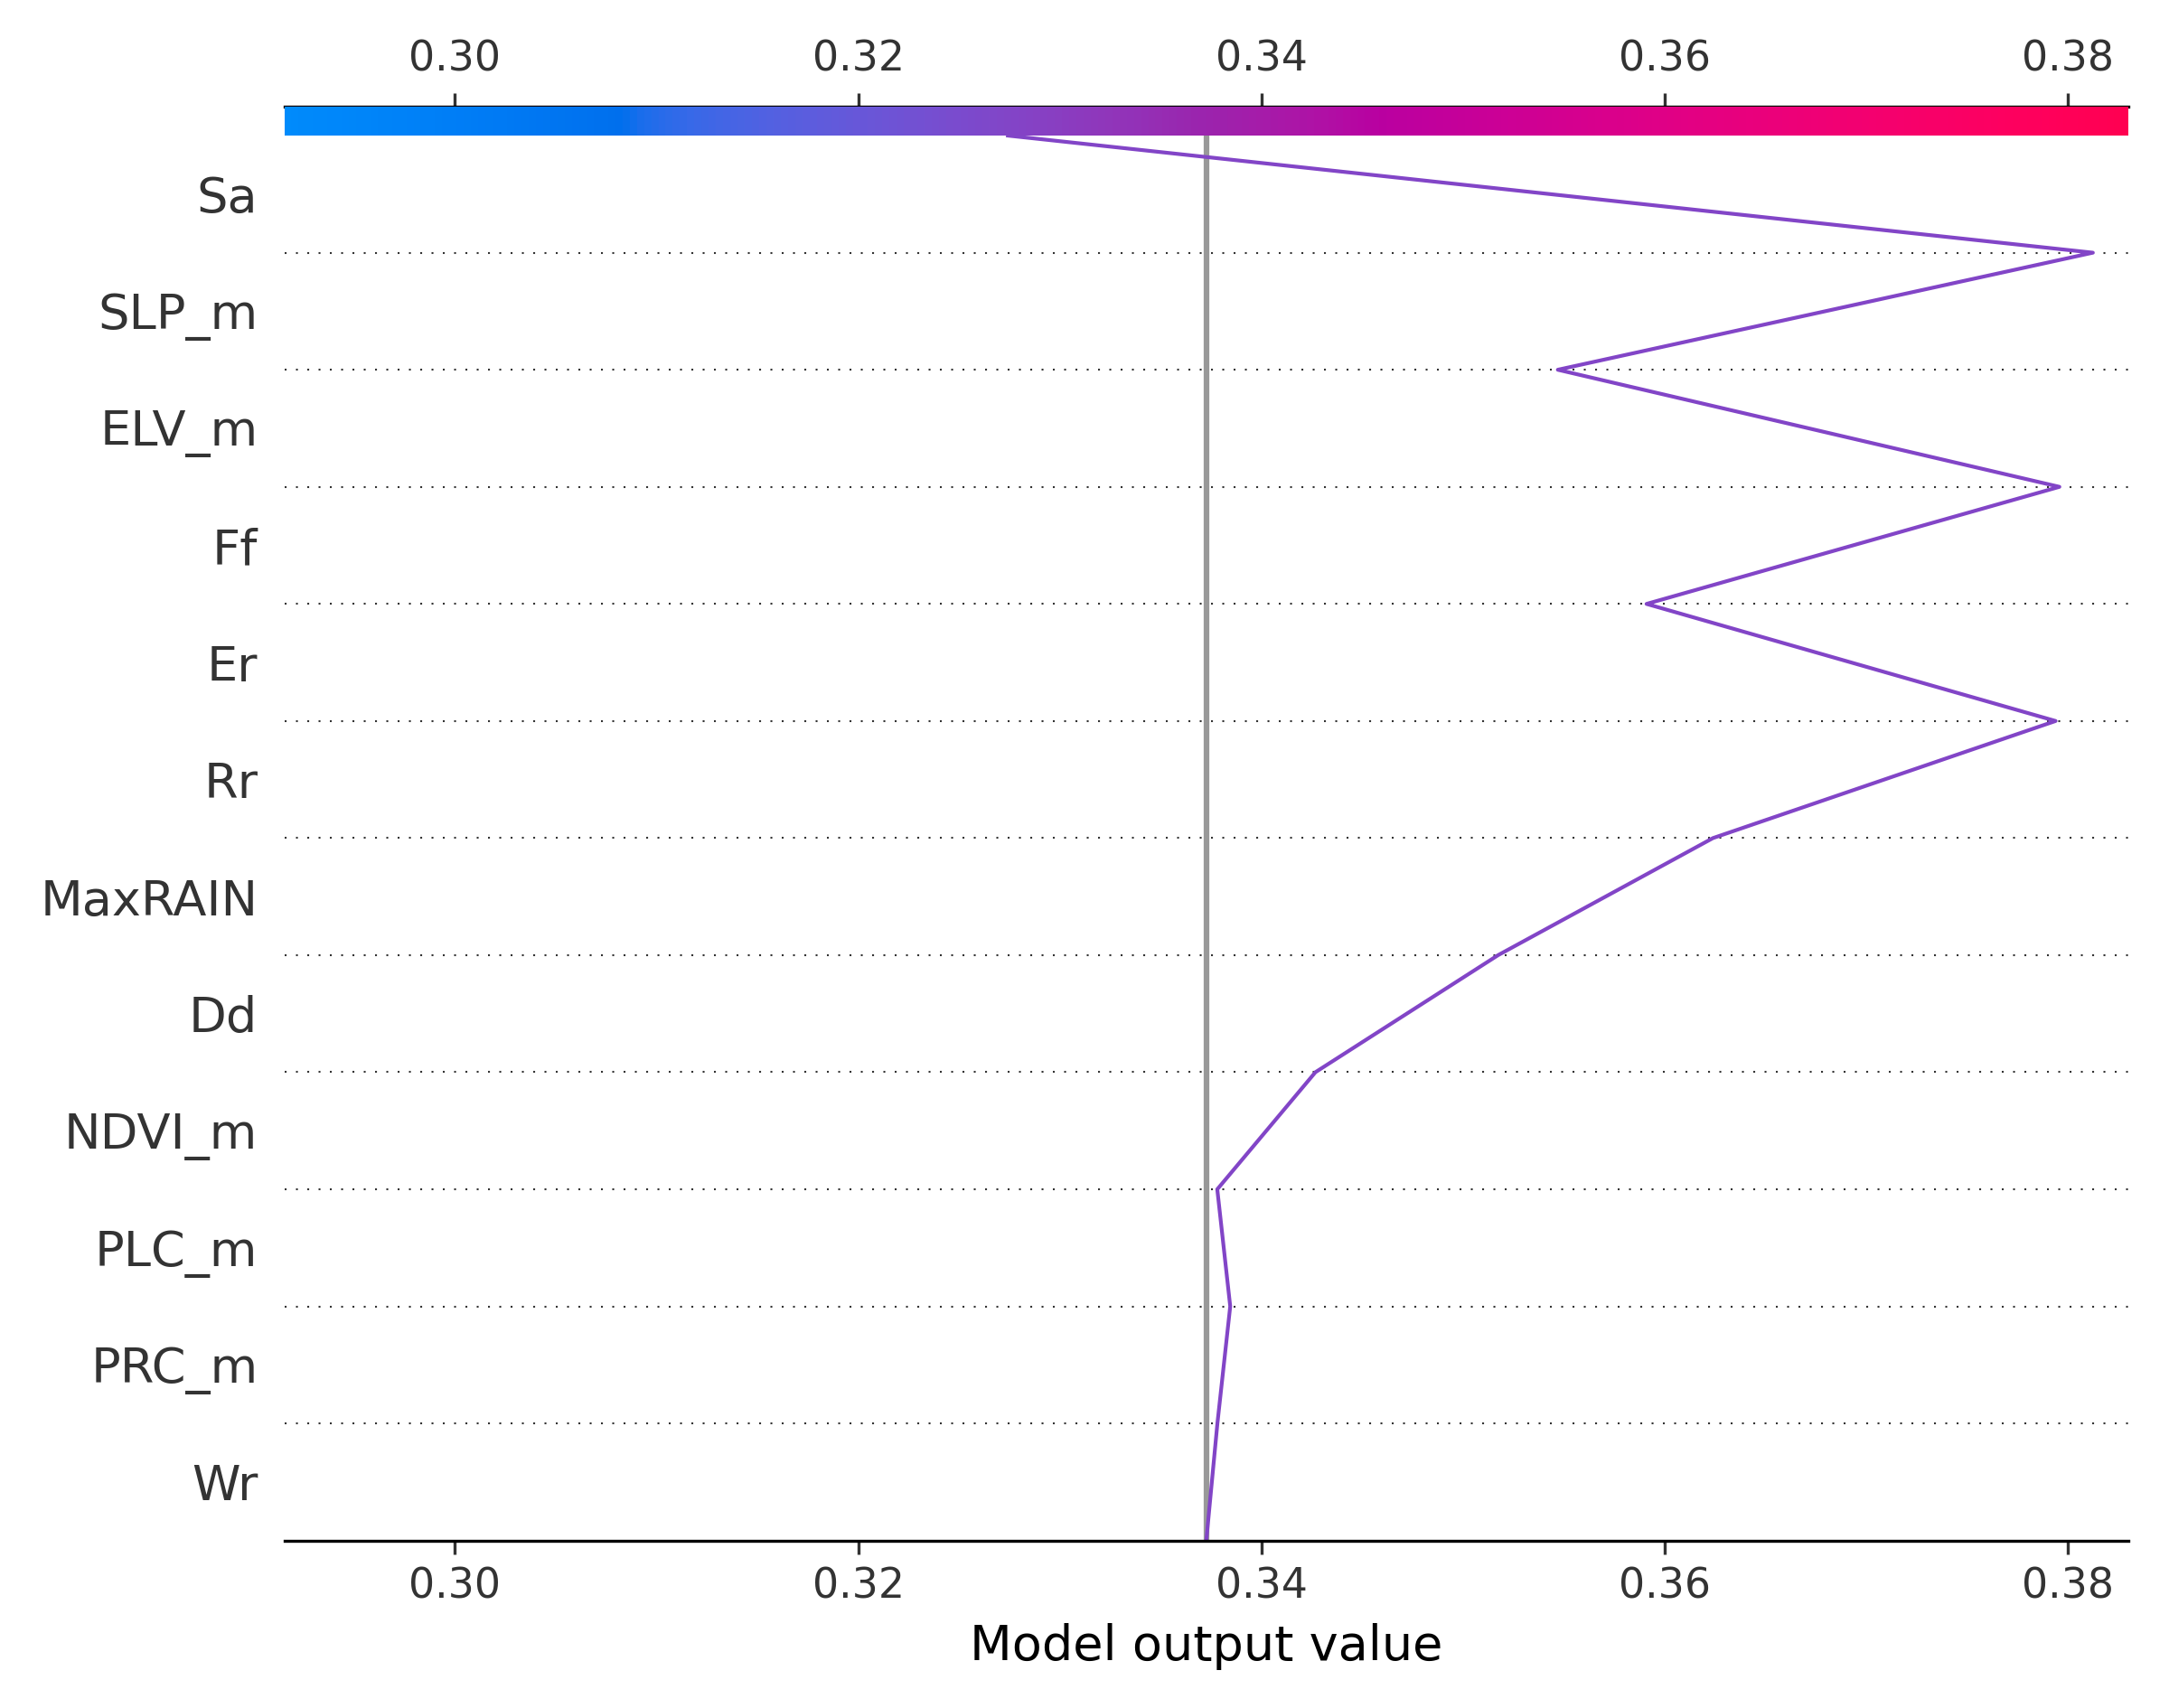 0.30 0.32 0.34 0.36 0.38
Sa
SLP_m
ELV_m
Ff
Er
Rr
MaxRAIN
Dd
NDVI_m
PLC_m
PRC_m
Wr
0.30 0.32 0.34 0.36 0.38
Model output value